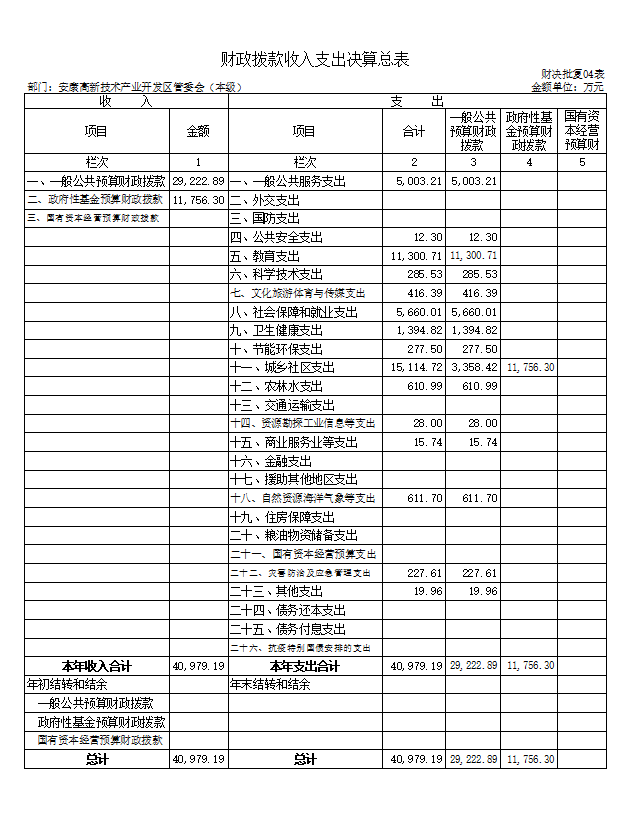 财政拨款收入支出决算总表
财决批复04表
部门：安康高新技术产业开发区管委会（本级） 金额单位：万元
收 入 支 出
项目 金额 项目 合计 一般公共预算财政拨款 政府性基金预算财政拨款 国有资本经营预算财
栏次 1 栏次 2 3 4 5
一、一般公共预算财政拨款 29,222.89 一、一般公共服务支出 5,003.21 5,003.21
二、政府性基金预算财政拨款 11,756.30 二、外交支出
三、国有资本经营预算财政拨款 三、国防支出
四、公共安全支出 12.30 12.30
五、教育支出 11,300.71 11,300.71
六、科学技术支出 285.53 285.53
七、文化旅游体育与传媒支出 416.39 416.39
八、社会保障和就业支出 5,660.01 5,660.01
九、卫生健康支出 1,394.82 1,394.82
十、节能环保支出 277.50 277.50
十一、城乡社区支出 15,114.72 3,358.42 11,756.30
十二、农林水支出 610.99 610.99
十三、交通运输支出
十四、资源勘探工业信息等支出 28.00 28.00
十五、商业服务业等支出 15.74 15.74
十六、金融支出
十七、援助其他地区支出
十八、自然资源海洋气象等支出 611.70 611.70
十九、住房保障支出
二十、粮油物资储备支出
二十一、国有资本经营预算支出
二十二、灾害防治及应急管理支出 227.61 227.61
二十三、其他支出 19.96 19.96
二十四、债务还本支出
二十五、债务付息支出
二十六、抗疫特别国债安排的支出
本年收入合计 40,979.19 本年支出合计 40,979.19 29,222.89 11,756.30
年初结转和结余 年末结转和结余
一般公共预算财政拨款
政府性基金预算财政拨款
国有资本经营预算财政拨款
总计 40,979.19 总计 40,979.19 29,222.89 11,756.30